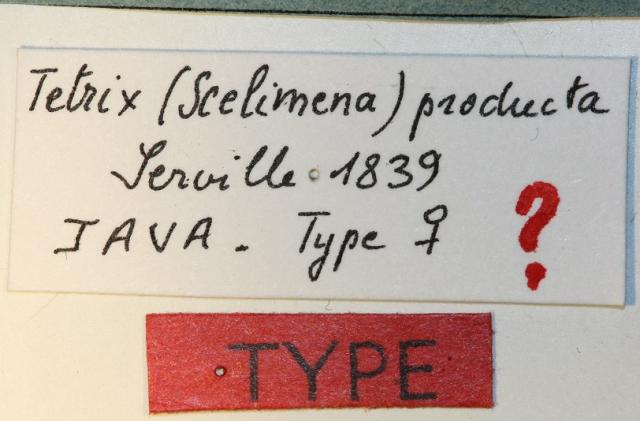 Tetrix (Scelimena) producta
Serville 1839
JAVA. Type ♀ ?
TYPE